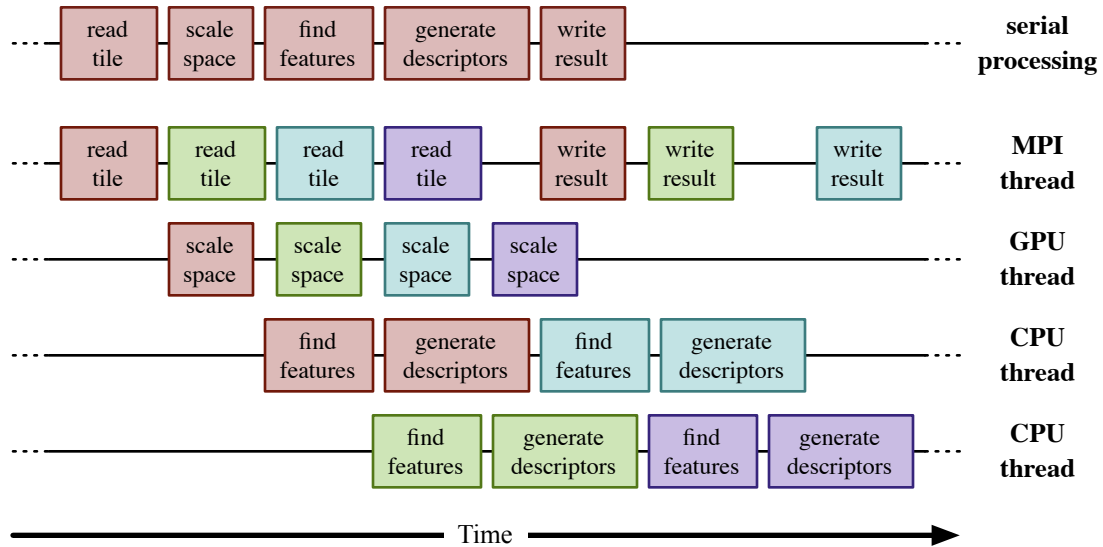 read
tile
scale
space
find
features
generate
descriptors
write
result
serial
processing
read
tile
read
tile
read
tile
read
tile
write
result
write
result
write
result
MPI
thread
scale
space
scale
space
scale
space
scale
space
GPU
thread
find
features
generate
descriptors
find
features
generate
descriptors
CPU
thread
find
features
generate
descriptors
find
features
generate
descriptors
CPU
thread
Time